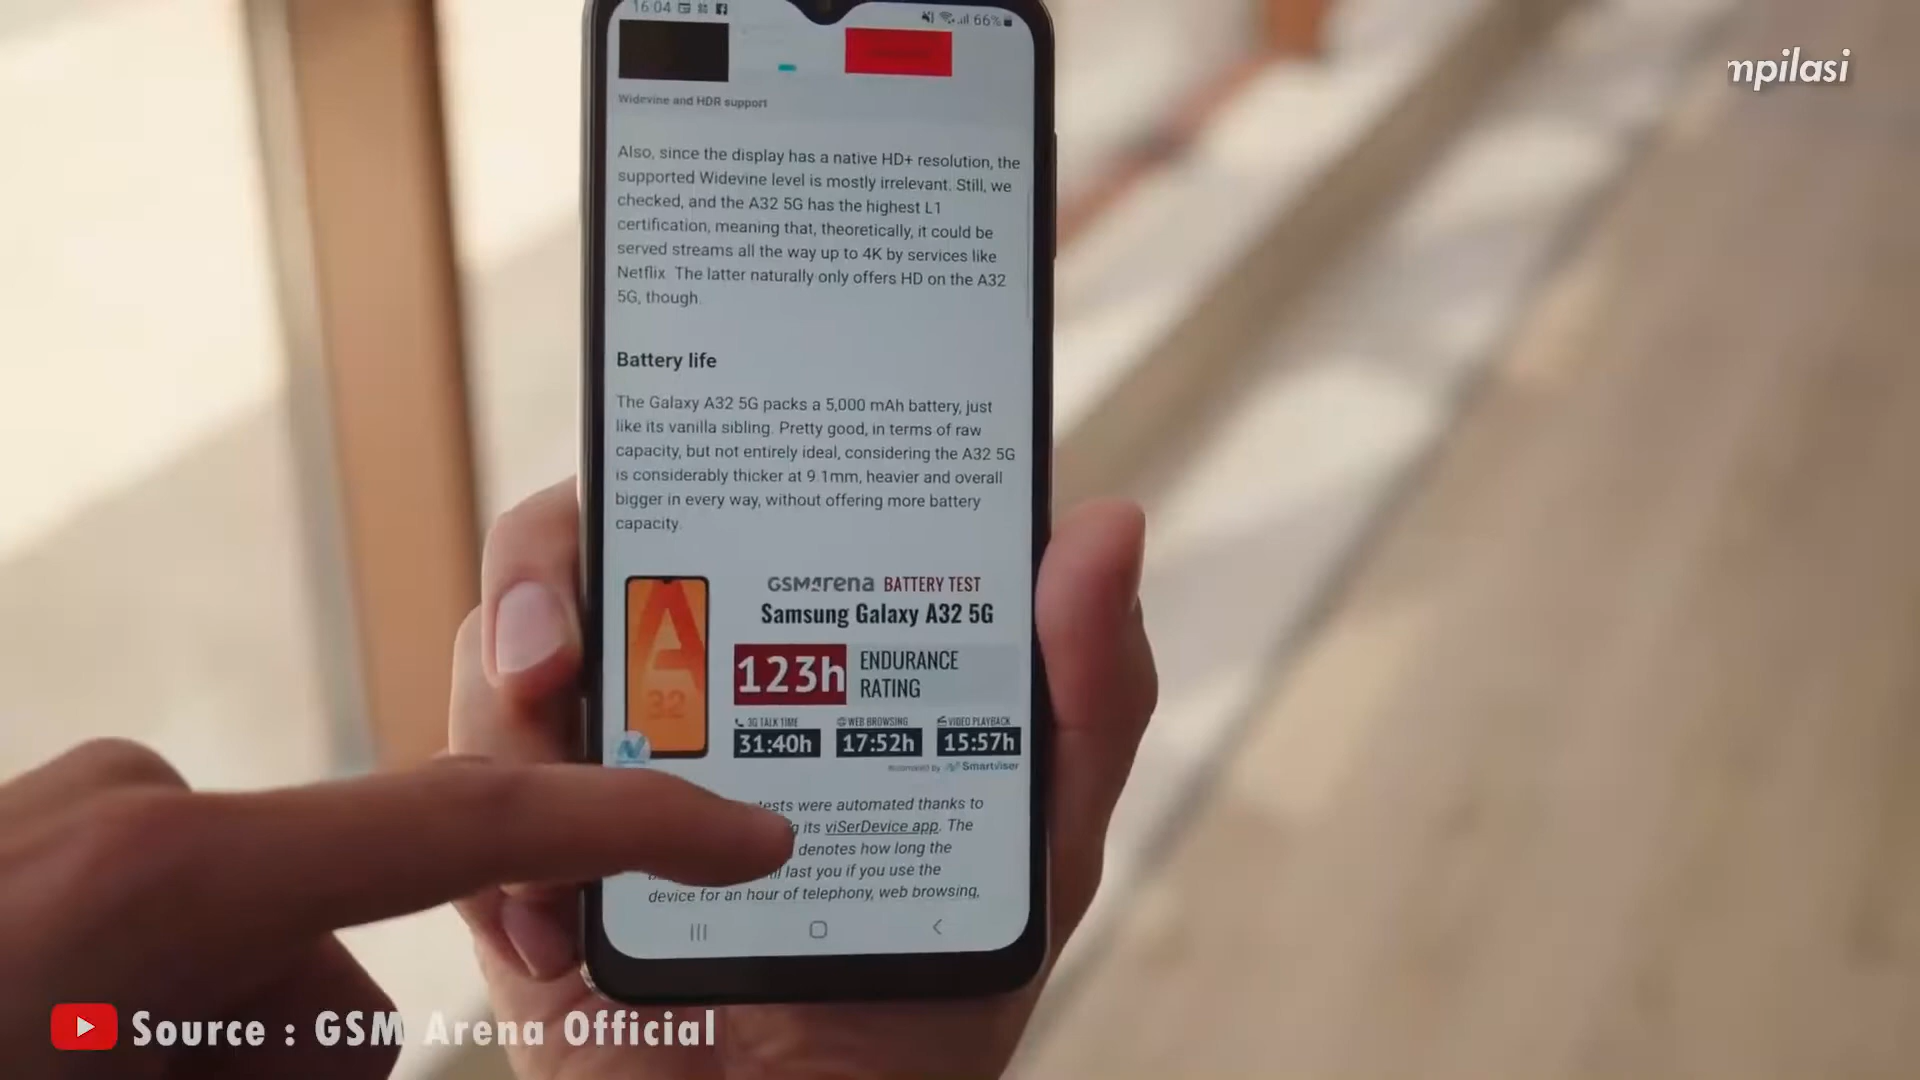 16:04
66%
mpilasi
Widevine and HDR support
Also, since the display has a native HD+ resolution, the
supported Widevine level is mostly irrelevant. Still, we
checked, and the A32 5G has the highest L1
certification, meaning that, theoretically, it could be
served streams all the way up to 4K by services like
Netflix. The latter naturally only offers HD on the A32
5G, though.
Battery life
The Galaxy A32 5G packs a 5,000 mAh battery, just
like its vanilla sibling. Pretty good, in terms of raw
capacity, but not entirely ideal, considering the A32 5G
is considerably thicker at 9.1mm, heavier and overall
bigger in every way, without offering more battery
capacity.
GSMArena BATTERY TEST
Samsung Galaxy A32 5G
A
32
123h
ENDURANCE
RATING
3G TALK TIME
31:40h
WEB BROWSING
17:52h
VIDEO PLAYBACK
15:57h
by Smartviser
tests were automated thanks to
its viSerDevice app. The
denotes how long the
last you if you use the
device for an hour of telephony, web browsing,
Source : GSM Arena Official